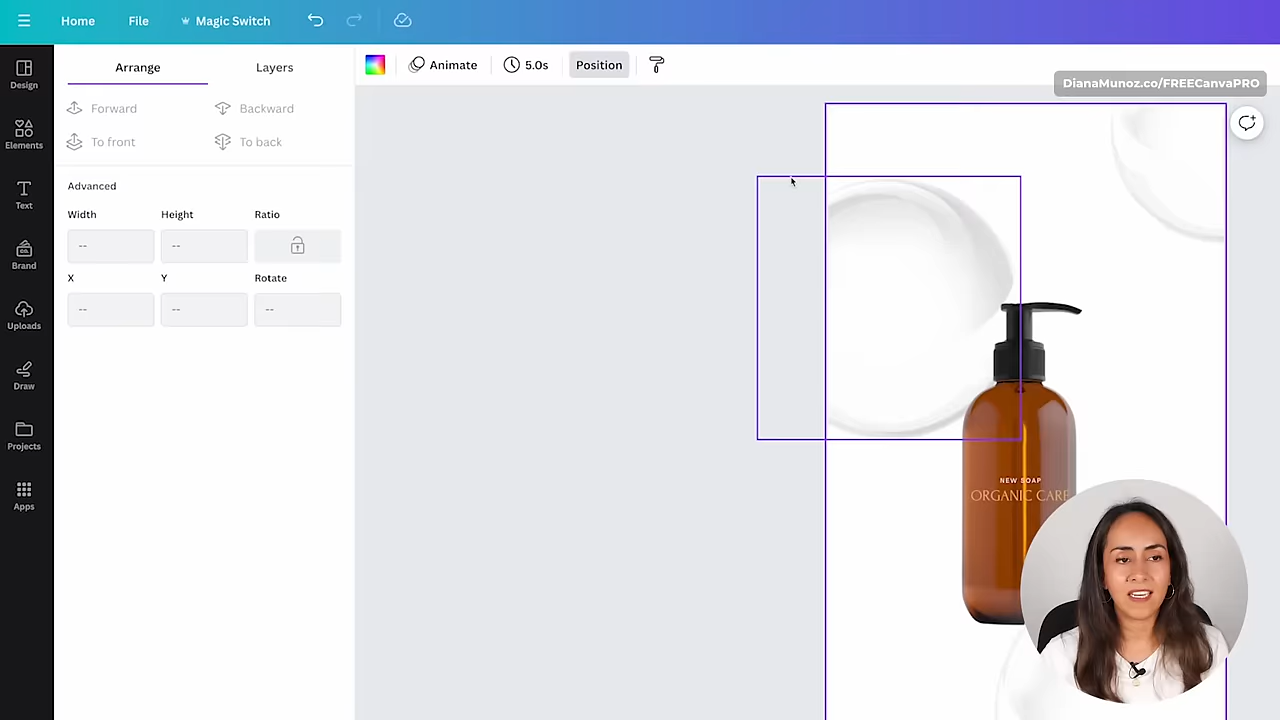 Home File Magic Switch
Design
Elements
Text
Brand
Uploads
Draw
Projects
Apps
Arrange Layers
Forward Backward
To front To back
Advanced
Width Height Ratio
-- --
X Y Rotate
-- -- --
Animate 5.0s Position
DianaMunoz.co/FREECanvaPRO
NEW SOAP
ORGANIC CARE